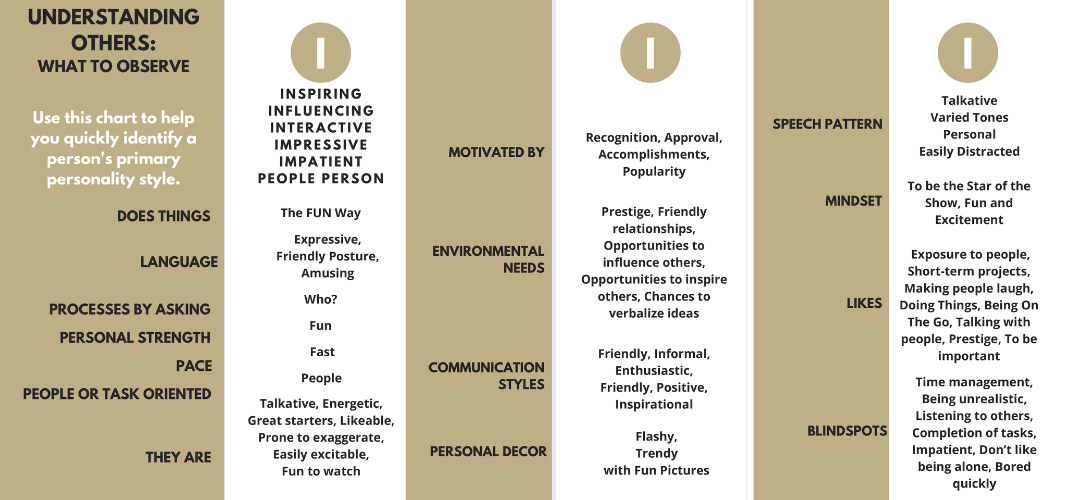 UNDERSTANDING
OTHERS:
WHAT TO OBSERVE
Use this chart to help
you quickly identify a
person's primary
personality style.
DOES THINGS
LANGUAGE
PROCESSES BY ASKING
PERSONAL STRENGTH
PACE
PEOPLE OR TASK ORIENTED
THEY ARE
I
INSPIRING
INFLUENCING
INTERACTIVE
IMPRESSIVE
IMPATIENT
PEOPLE PERSON
The FUN Way
Expressive,
Friendly Posture,
Amusing
Who?
Fun
Fast
People
Talkative, Energetic,
Great starters, Likeable,
Prone to exaggerate,
Easily excitable,
Fun to watch
MOTIVATED BY
ENVIRONMENTAL
NEEDS
COMMUNICATION
STYLES
PERSONAL DECOR
I
Recognition, Approval,
Accomplishments,
Popularity
Prestige, Friendly
relationships,
Opportunities to
influence others,
Opportunities to inspire
others, Chances to
verbalize ideas
Friendly, Informal,
Enthusiastic,
Friendly, Positive,
Inspirational
Flashy,
Trendy
with Fun Pictures
SPEECH PATTERN
MINDSET
LIKES
BLINDSPOTS
I
Talkative
Varied Tones
Personal
Easily Distracted
To be the Star of the
Show, Fun and
Excitement
Exposure to people,
Short-term projects,
Making people laugh,
Doing Things, Being On
The Go, Talking with
people, Prestige, To be
important
Time management,
Being unrealistic,
Listening to others,
Completion of tasks,
Impatient, Don't like
being alone, Bored
quickly